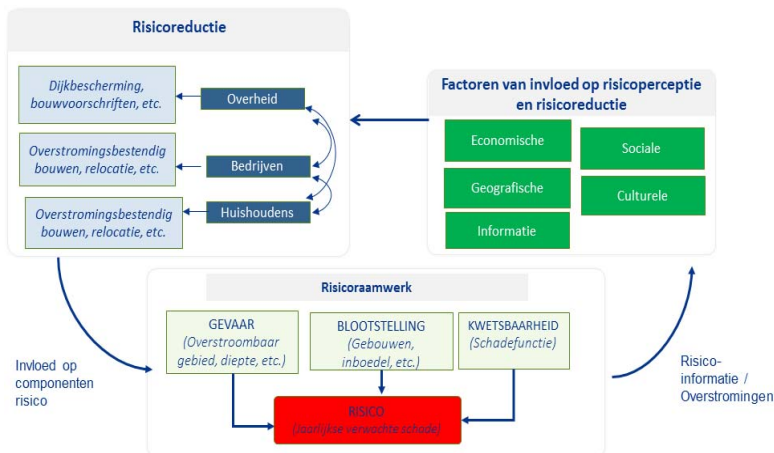 Risicoreductie
Dijkbescherming,
bouwvoorschriften, etc.
Overheid
Overstromingsbestendig
bouwen, relocatie, etc.
Bedrijven
Overstromingsbestendig
bouwen, relocatie, etc.
Huishoudens
Factoren van invloed op risicoperceptie
en risicoreductie
Economische
Sociale
Geografische
Culturele
Informatie
Risicoraamwerk
GEVAAR
(Overstroombaar
gebied, diepte, etc.)
BLOOTSTELLING
(Gebouwen,
inboedel, etc.)
KWETSBAARHEID
(Schadefunctie)
RISICO
(Jaarlijkse verwachte schade)
Invloed op
componenten
risico
Risico-
informatie /
Overstromingen